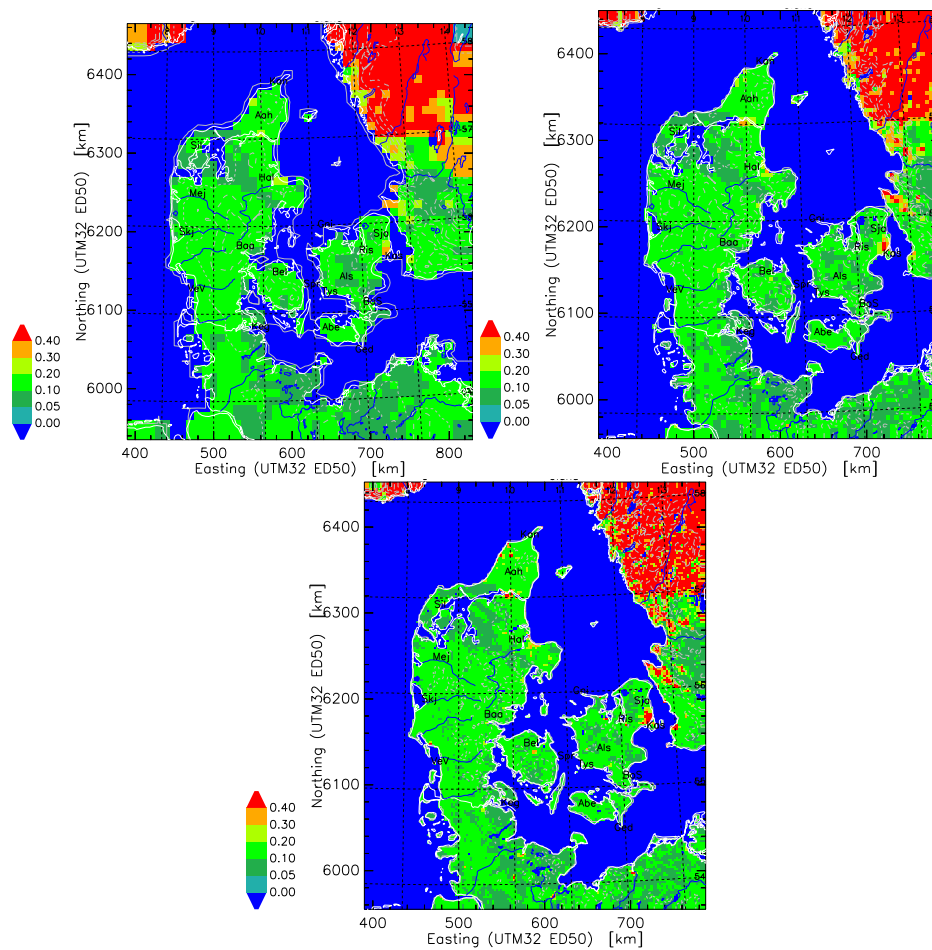 6400
6300
6200
6100
6000
Northing (UTM32 ED50) [km]
400 500 600 700 800
Easting (UTM32 ED50) [km]
0.40
0.30
0.20
0.10
0.05
0.00
Aah
Hal
Mej
Skj
Baa
Sjo
Ris
Bel
Als
Tys
Abe
6400
6300
6200
6100
6000
Northing (UTM32 ED50) [km]
400 500 600 700
Easting (UTM32 ED50) [km]
0.40
0.30
0.20
0.10
0.05
0.00
Aah
Hal
Mej
Skj
Baa
Sjo
Ris
Bel
Als
Tys
Abe
6400
6300
6200
6100
6000
Northing (UTM32 ED50) [km]
400 500 600 700
Easting (UTM32 ED50) [km]
0.40
0.30
0.20
0.10
0.05
0.00
Aah
Hal
Mej
Skj
Baa
Sjo
Ris
Bel
Als
Tys
Abe